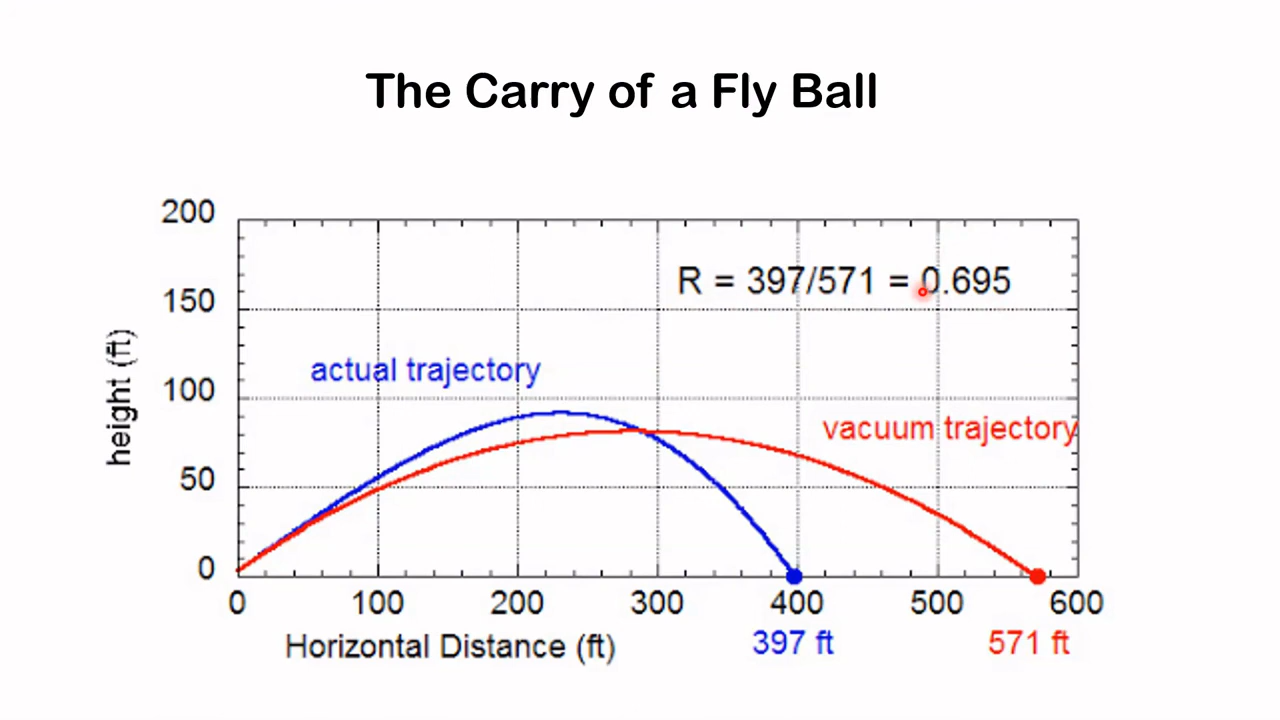 The Carry of a Fly Ball
200
R = 397/571 = 0.695
150
actual trajectory
100
vacuum trajectory
height (ft)
50
0
0 100 200 300 400 500 600
Horizontal Distance (ft) 397 ft 571 ft